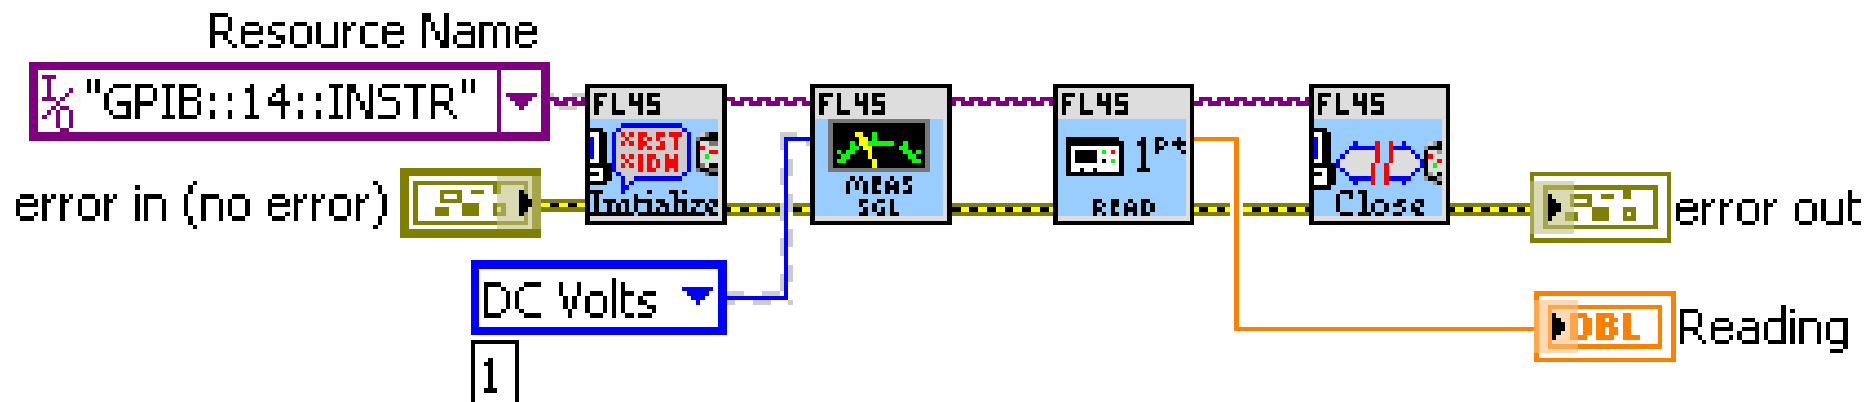 Resource Name
I/O "GPIB::14::INSTR"
FL45
*RST
*IDN
Initialize
FL45
MEAS
SGL
FL45
1Pt
READ
FL45
Close
error in (no error)
error out
DC Volts
1
DBL
Reading